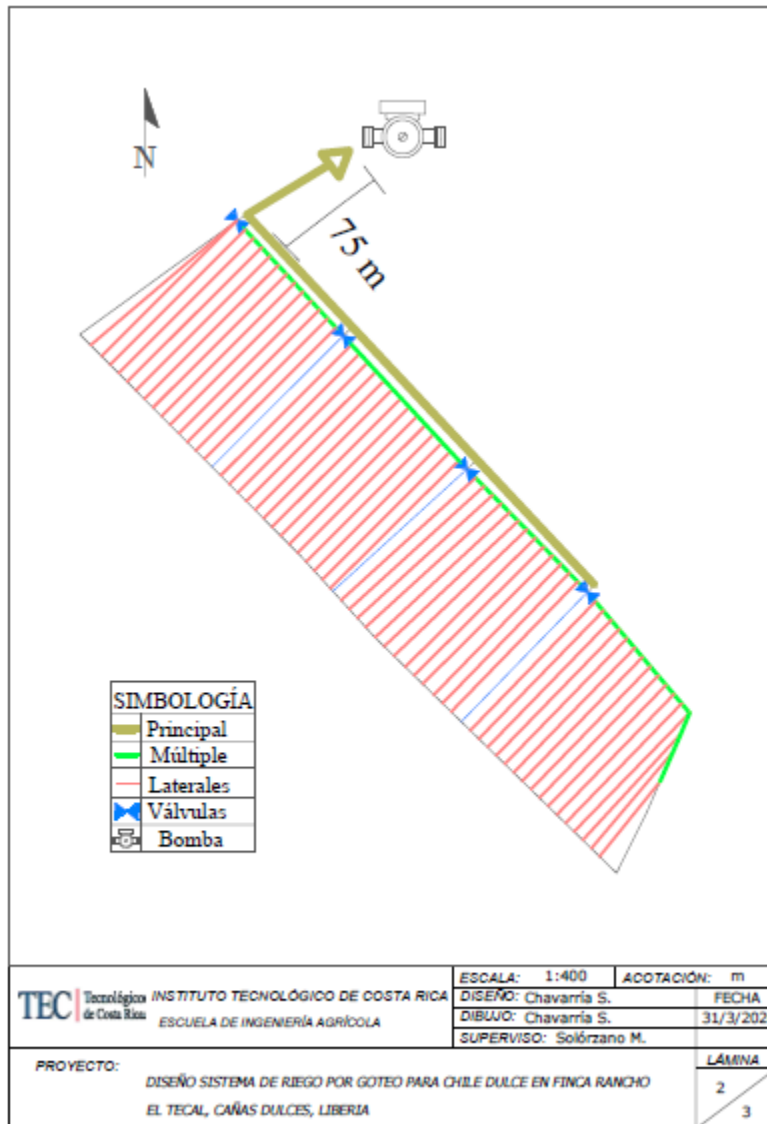 N
75 m
SIMBOLOGÍA
Principal
Múltiple
Laterales
Válvulas
Bomba
TEC | Tecnológico de Costa Rica
INSTITUTO TECNOLÓGICO DE COSTA RICA
ESCUELA DE INGENIERÍA AGRÍCOLA
ESCALA: 1:400 ACOTACIÓN: m
DISEÑO: Chavarría S. FECHA
DIBUJO: Chavarría S. 31/3/202
SUPERVISO: Solórzano M.
PROYECTO:
DISEÑO SISTEMA DE RIEGO POR GOTEO PARA CHILE DULCE EN FINCA RANCHO
EL TECAL, CAÑAS DULCES, LIBERIA
LÁMINA
2
3